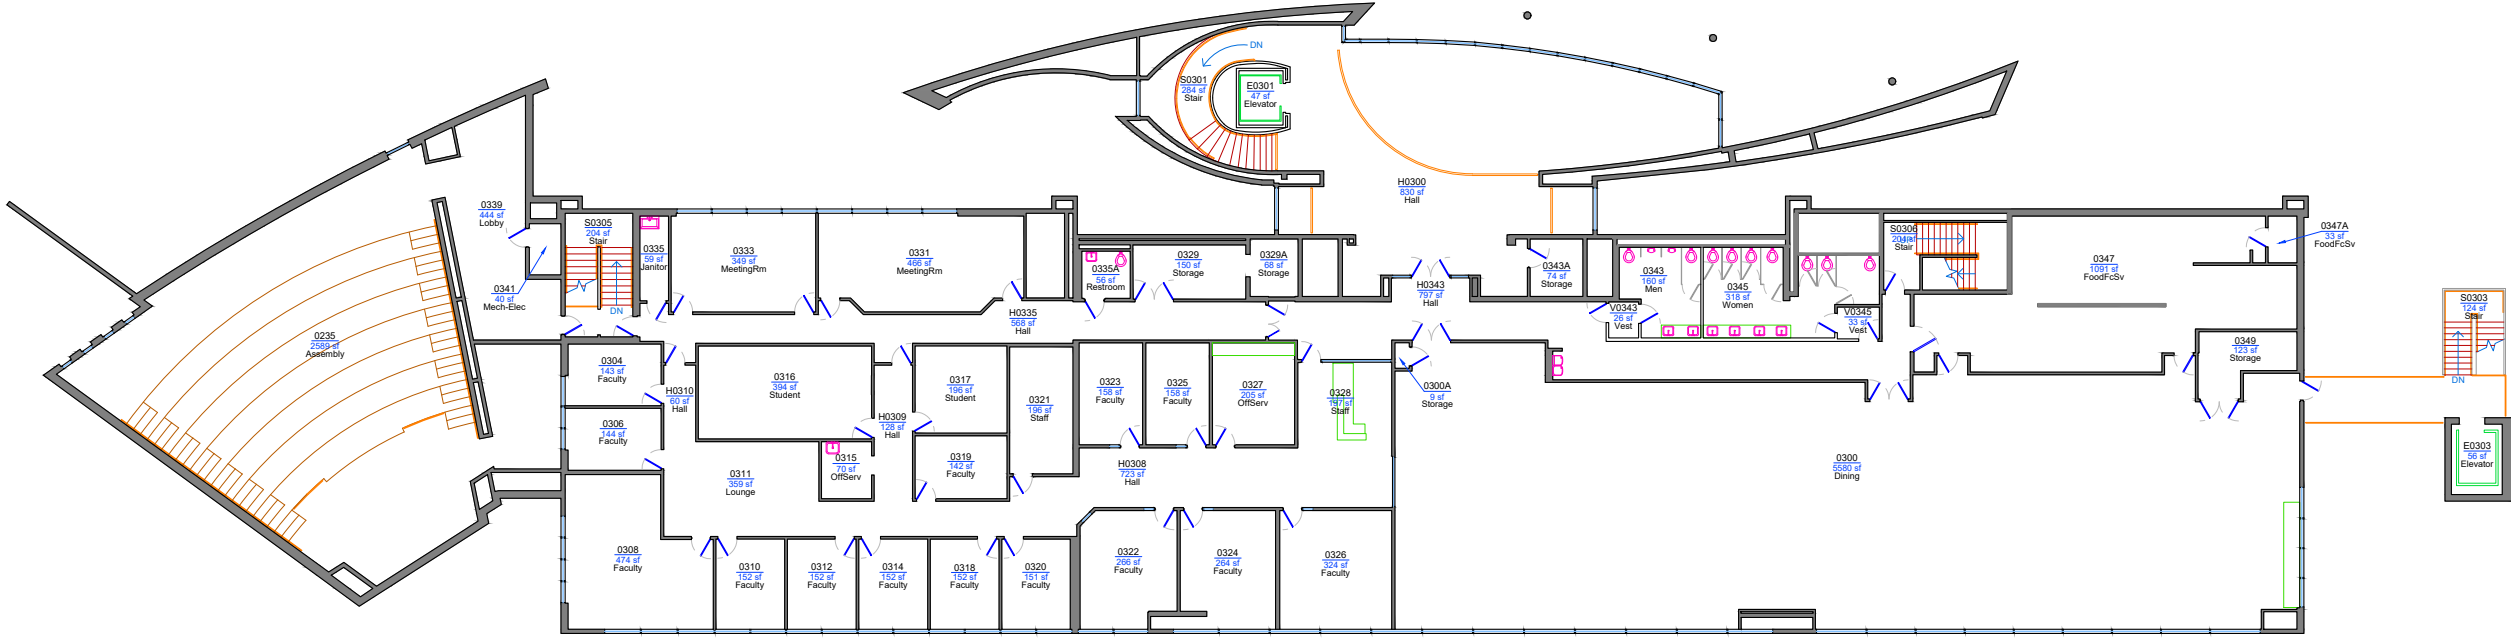 DN
S0301
284 sf
Stair
E0301
47 sf
Elevator
H0300
830 sf
Hall
0339
444 sf
Lobby
S0305
204 sf
Stair
0335
59 sf
Janitor
0333
349 sf
MeetingRm
0331
466 sf
MeetingRm
0335A
56 sf
Restroom
0329
150 sf
Storage
0329A
68 sf
Storage
H0343
797 sf
Hall
0343A
74 sf
Storage
0343
160 sf
Men
0345
318 sf
Women
S0306
Stair
0347
1091 sf
FoodFcSv
0347A
33 sf
FoodFcSv
0341
40 sf
Mech-Elec
DN
H0335
568 sf
Hall
V0343
26 sf
Vest
V0345
33 sf
Vest
S0303
124 sf
Stair
DN
0235
2589 sf
Assembly
0304
143 sf
Faculty
H0310
60 sf
Hall
0316
394 sf
Student
0317
196 sf
Student
0321
196 sf
Staff
0323
158 sf
Faculty
0325
158 sf
Faculty
0327
205 sf
OffServ
0328
197 sf
Staff
0300A
9 sf
Storage
0349
123 sf
Storage
0306
144 sf
Faculty
H0309
128 sf
Hall
0311
359 sf
Lounge
0315
70 sf
OffServ
0319
142 sf
Faculty
H0308
723 sf
Hall
0300
5580 sf
Dining
E0303
56 sf
Elevator
0308
474 sf
Faculty
0310
152 sf
Faculty
0312
152 sf
Faculty
0314
152 sf
Faculty
0318
152 sf
Faculty
0320
151 sf
Faculty
0322
266 sf
Faculty
0324
264 sf
Faculty
0326
324 sf
Faculty